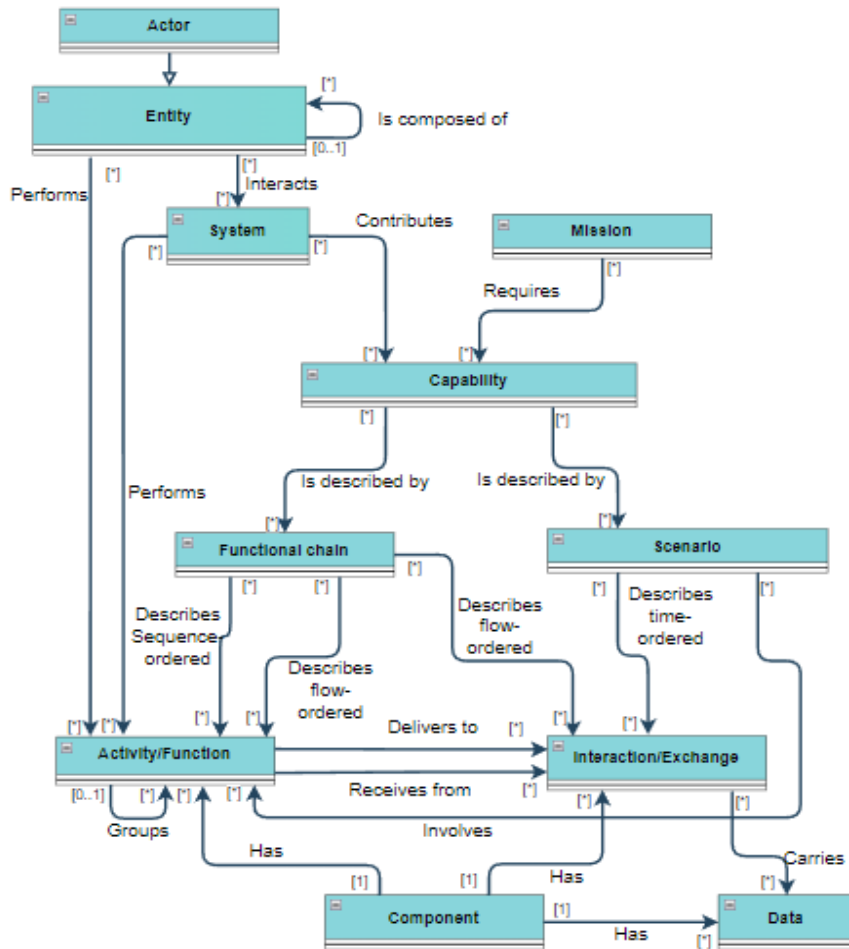 Actor
[*]
Entity
Is composed of
[0..1]
[*]
[*]
Performs
Interacts
[*]
System
Contributes
Mission
[*]
[*]
[*]
Requires
[*]
[*]
Capability
[*]
[*]
Is described by
Is described by
Performs
[*]
[*]
Functional chain
Scenario
[*]
[*]
[*]
[*]
[*]
Describes
Sequence-
ordered
Describes
flow-
ordered
Describes
flow-
ordered
Describes
time-
ordered
[*]
[*]
[*]
[*]
[*]
[*]
Delivers to
[*]
Activity/Function
Interaction/Exchange
[0..1]
[*]
[*]
[*]
Receives from
[*]
[*]
[*]
Groups
Involves
Has
[1]
[1]
Has
Carries
[*]
Component
[1]
Has
[*]
Data